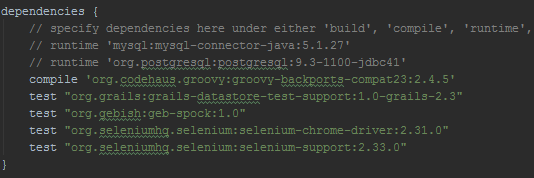 dependencies {
// specify dependencies here under either 'build', 'compile', 'runtime',
// runtime 'mysql:mysql-connector-java:5.1.27'
// runtime 'org.postgresql:postgresql:9.3-1100-jdbc41'
compile 'org.codehaus.groovy:groovy-backports-compat23:2.4.5'
test "org.grails:grails-datastore-test-support:1.0-grails-2.3"
test "org.gebish:geb-spock:1.0"
test "org.seleniumhq.selenium:selenium-chrome-driver:2.31.0"
test "org.seleniumhq.selenium:selenium-support:2.33.0"
}